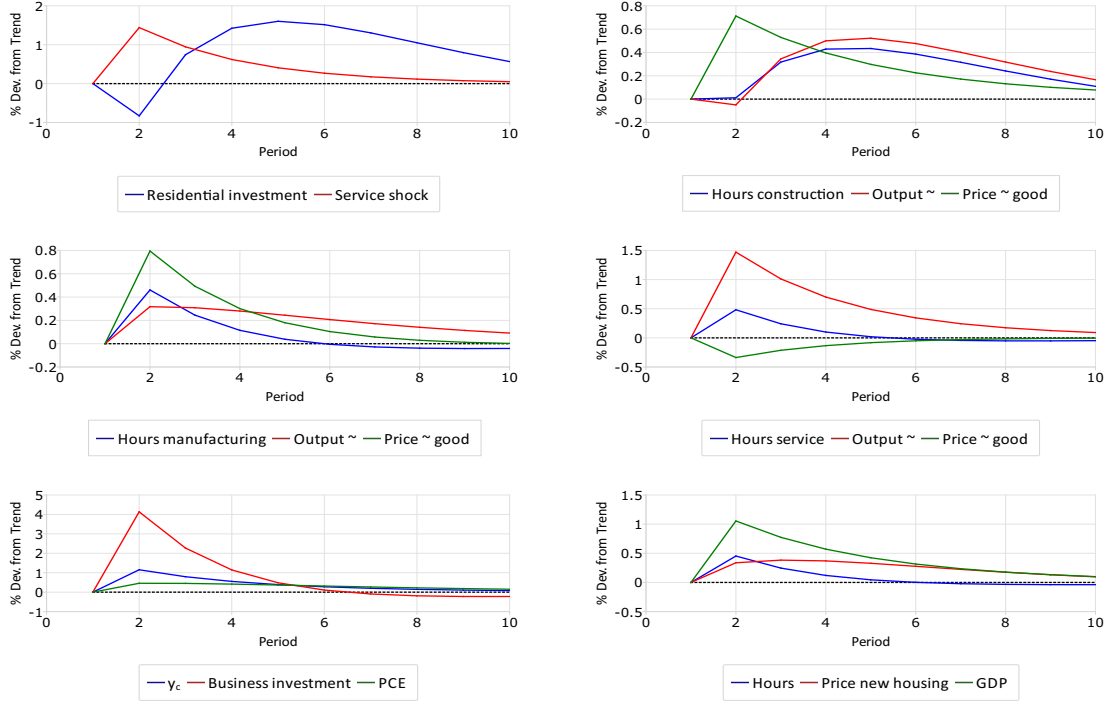 2
1
0
-1
% Dev. from Trend
0 2 4 6 8 10
Period
Residential investment Service shock
0.8
0.6
0.4
0.2
0
-0.2
% Dev. from Trend
0 2 4 6 8 10
Period
Hours construction Output ~ Price ~ good
0.8
0.6
0.4
0.2
0
-0.2
% Dev. from Trend
0 2 4 6 8 10
Period
Hours manufacturing Output ~ Price ~ good
1.5
1
0.5
0
-0.5
% Dev. from Trend
0 2 4 6 8 10
Period
Hours service Output ~ Price ~ good
5
4
3
2
1
0
-1
% Dev. from Trend
0 2 4 6 8 10
Period
y_c Business investment PCE
1.5
1
0.5
0
-0.5
% Dev. from Trend
0 2 4 6 8 10
Period
Hours Price new housing GDP